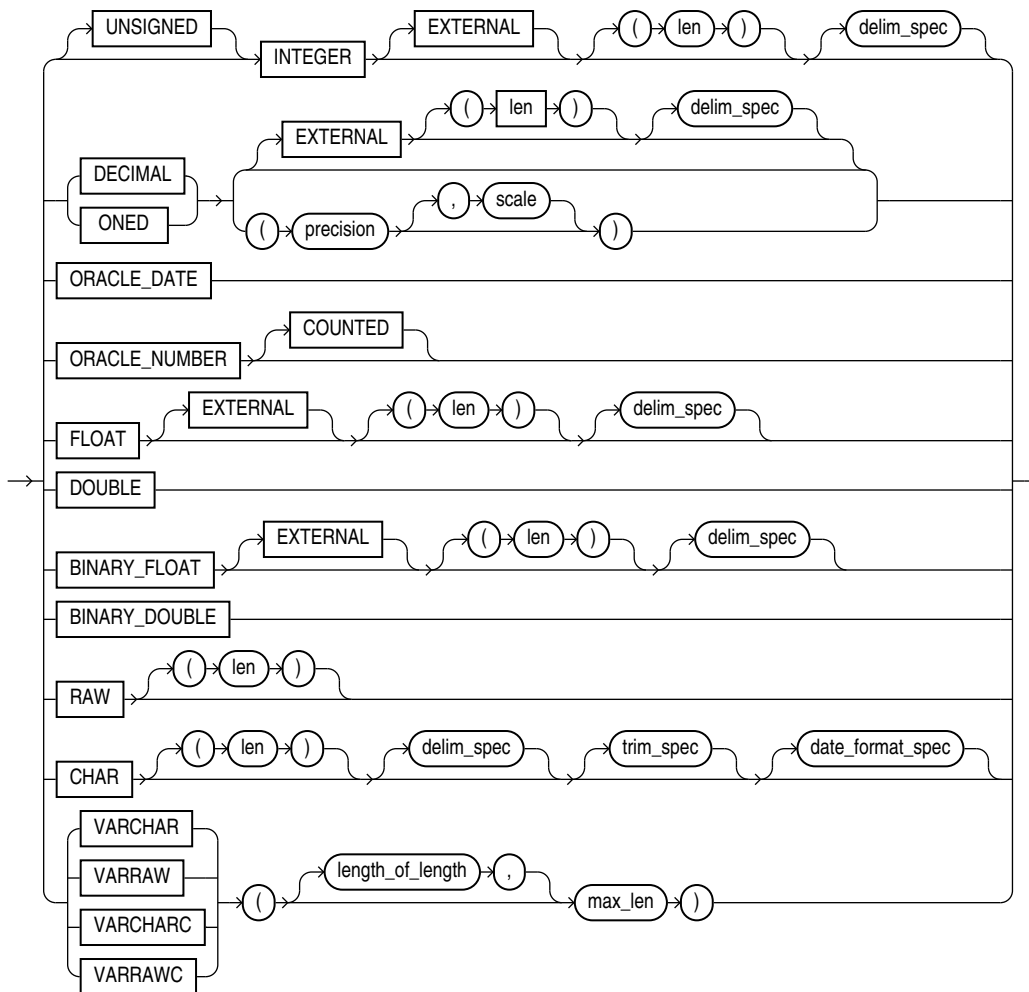 UNSIGNED INTEGER EXTERNAL ( len ) delim_spec
EXTERNAL ( len ) delim_spec
DECIMAL
ONED
( precision , scale )
ORACLE_DATE
ORACLE_NUMBER COUNTED
FLOAT EXTERNAL ( len ) delim_spec
DOUBLE
BINARY_FLOAT EXTERNAL ( len ) delim_spec
BINARY_DOUBLE
RAW ( len )
CHAR ( len ) delim_spec trim_spec date_format_spec
VARCHAR
VARRAW
VARCHARC
VARRAWC
( length_of_length , max_len )